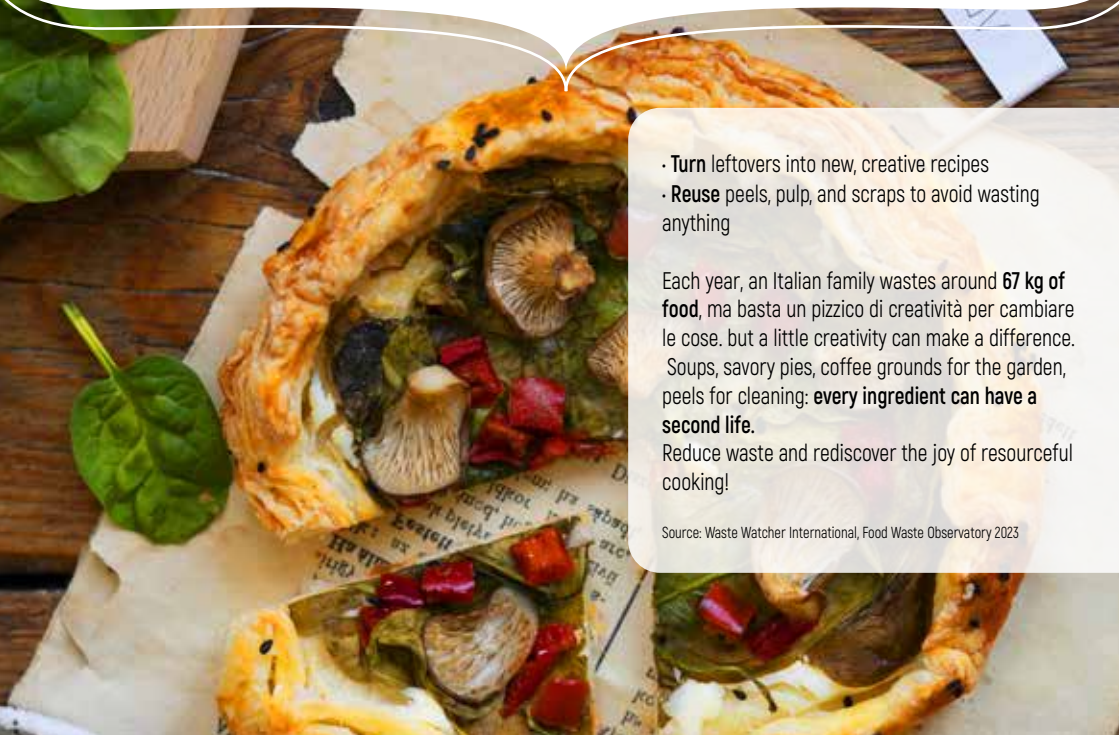 · Turn leftovers into new, creative recipes
· Reuse peels, pulp, and scraps to avoid wasting
anything
Each year, an Italian family wastes around 67 kg of
food, ma basta un pizzico di creatività per cambiare
le cose. but a little creativity can make a difference.
Soups, savory pies, coffee grounds for the garden,
peels for cleaning: every ingredient can have a
second life.
Reduce waste and rediscover the joy of resourceful
cooking!
Source: Waste Watcher International, Food Waste Observatory 2023